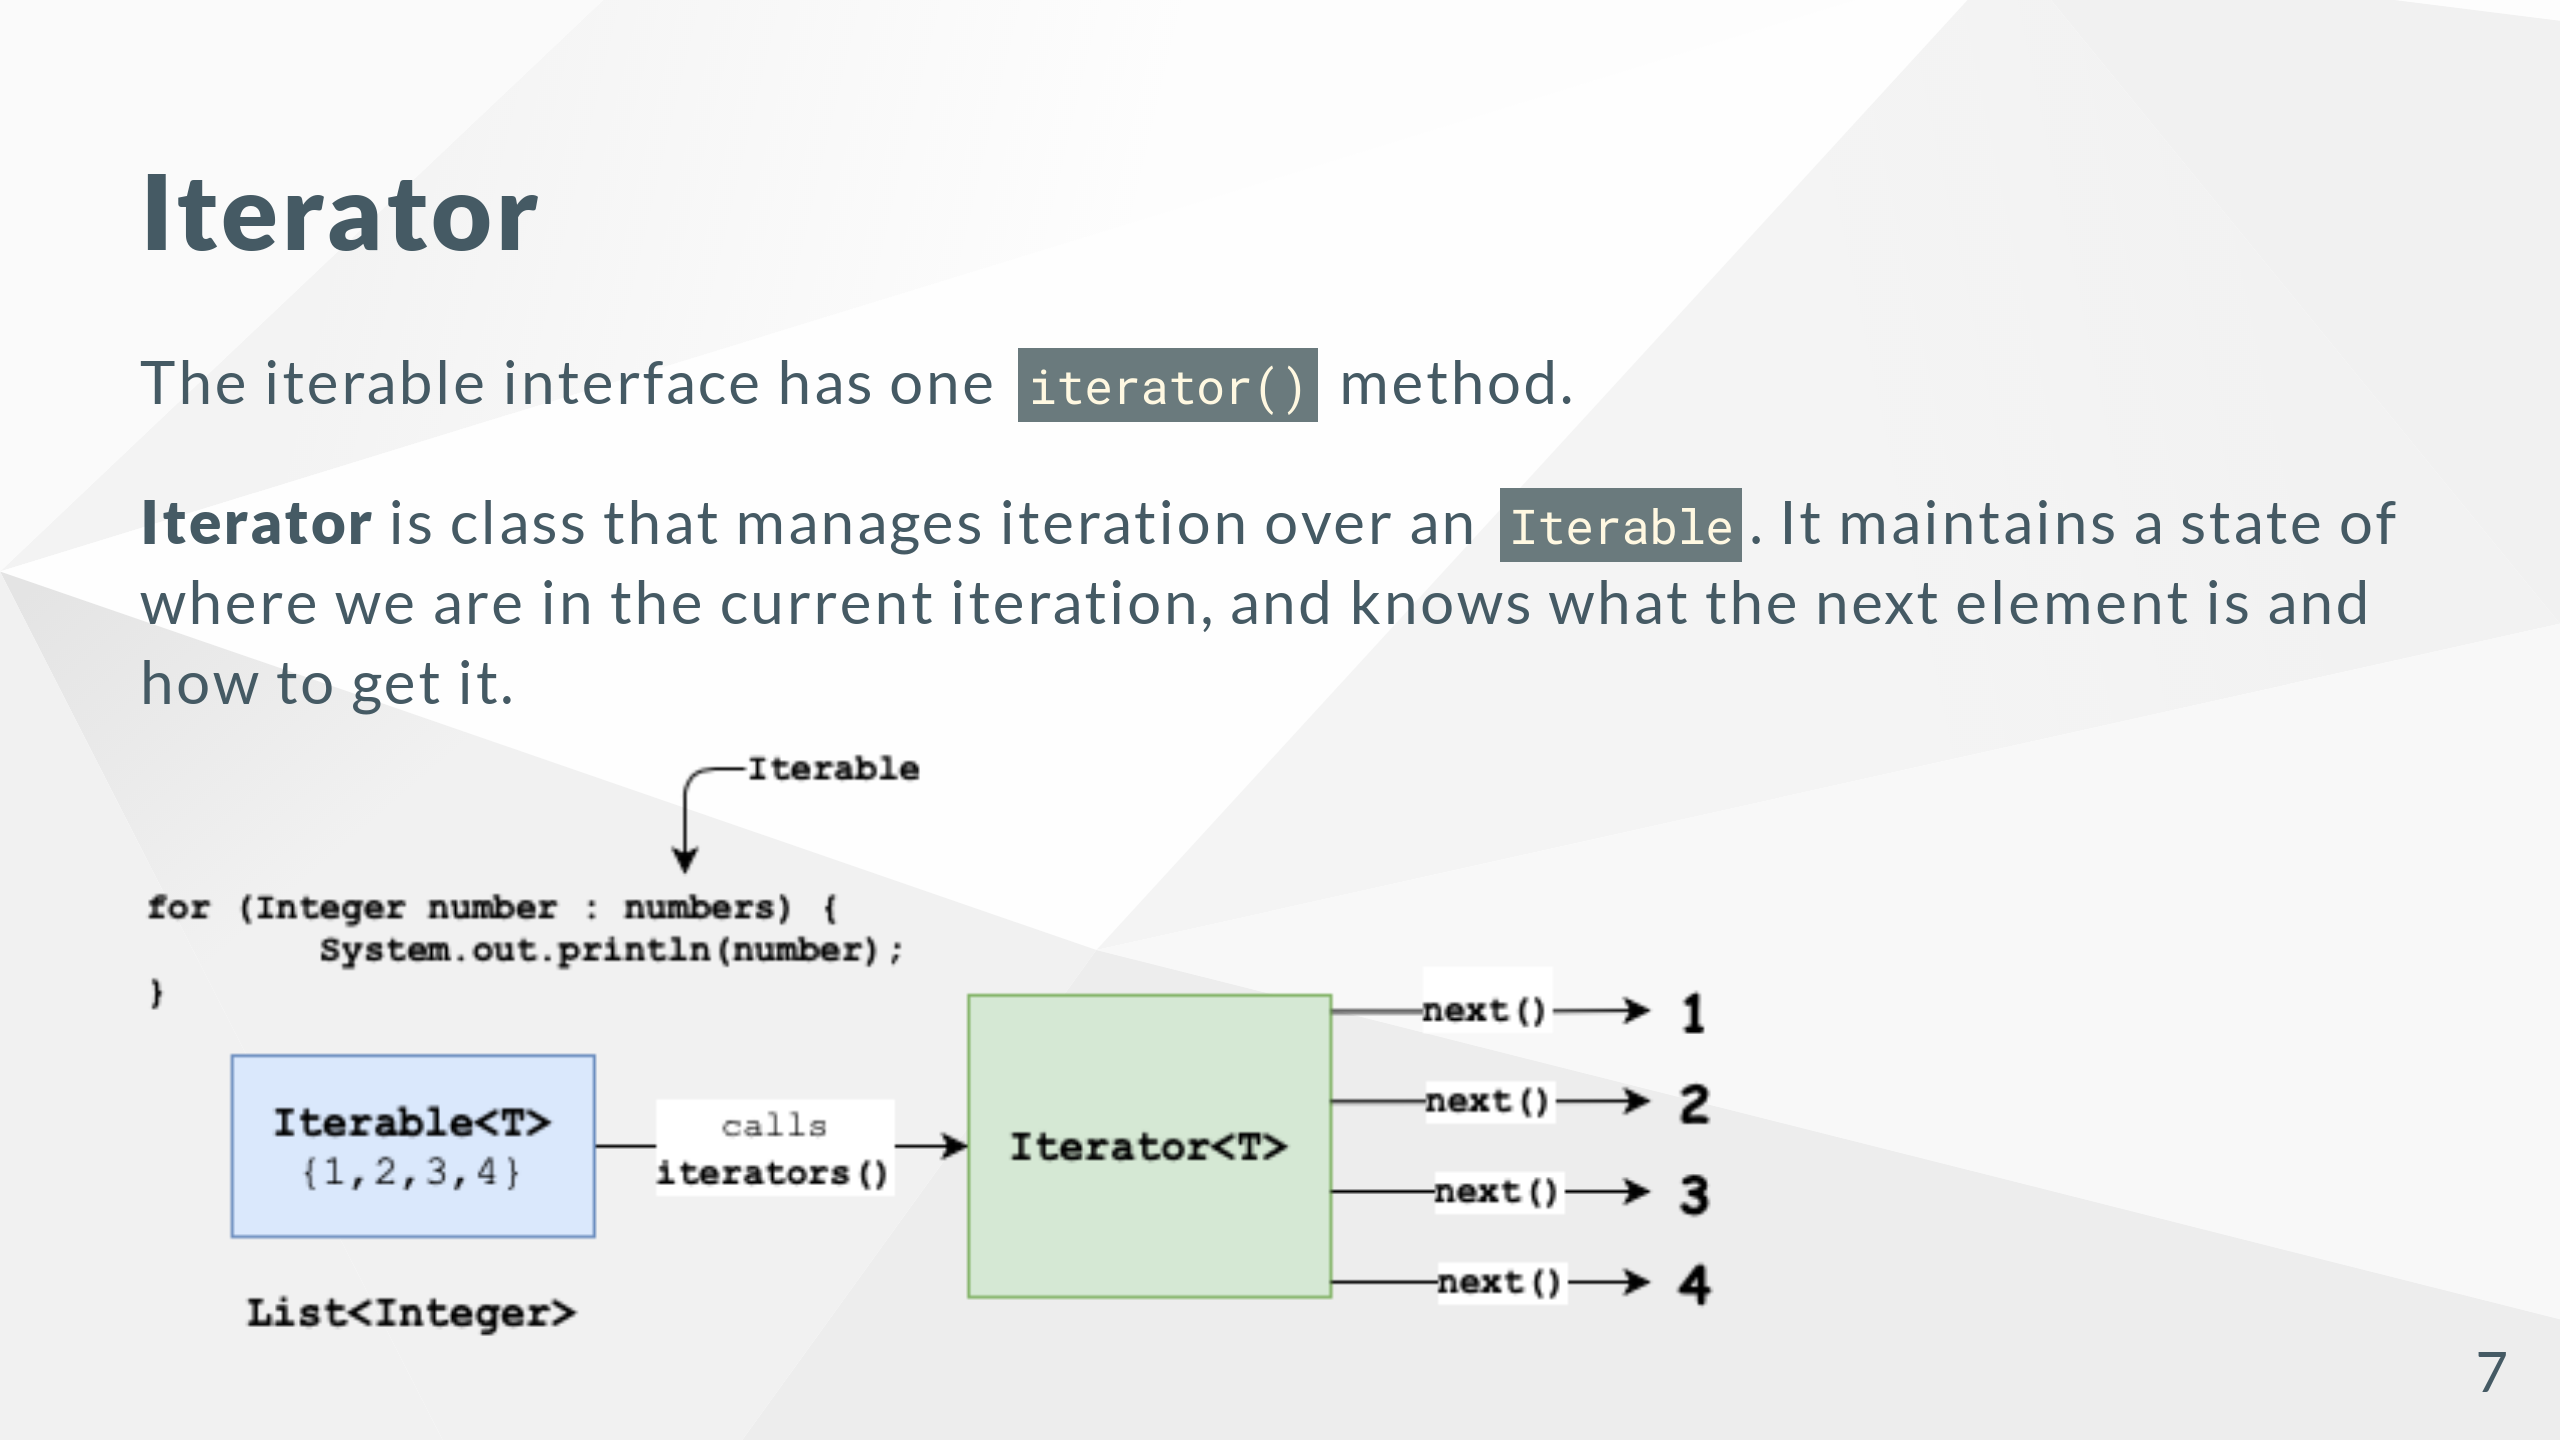 Iterator
The iterable interface has one iterator() method.
Iterator is class that manages iteration over an Iterable. It maintains a state of
where we are in the current iteration, and knows what the next element is and
how to get it.
Iterable
for (Integer number : numbers) {
System.out.println(number);
}
Iterable<T>
{1,2,3,4}
List<Integer>
calls
iterators()
Iterator<T>
next() 1
next() 2
next() 3
next() 4
7